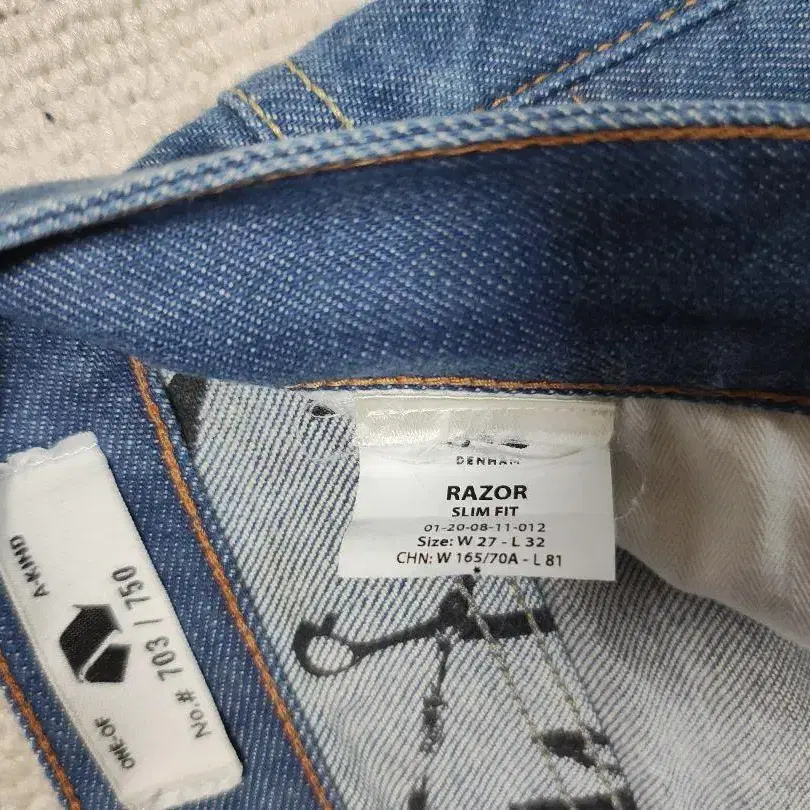 DENHAM
RAZOR
SLIM FIT
01-20-08-11-012
Size: W 27 - L 32
CHN: W 165/70A - L 81
ONE-OF
A-KIND
No.# 703 / 750